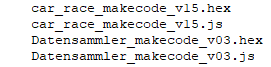 car_race_makecode_v15.hex
car_race_makecode_v15.js
Datensammler_makecode_v03.hex
Datensammler_makecode_v03.js